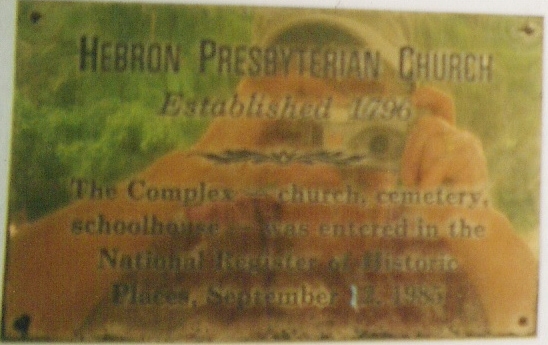 HEBRON PRESBYTERIAN CHURCH
Established 1796
The Complex — church, cemetery,
schoolhouse — was entered in the
National Register of Historic
Places, September 1985